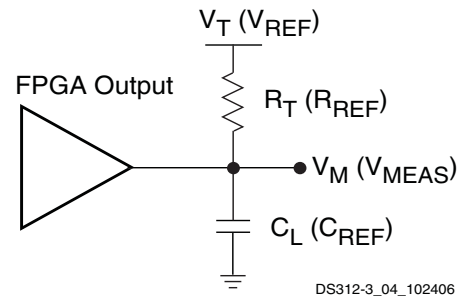 V_T (V_REF)
FPGA Output
R_T (R_REF)
V_M (V_MEAS)
C_L (C_REF)
DS312-3_04_102406